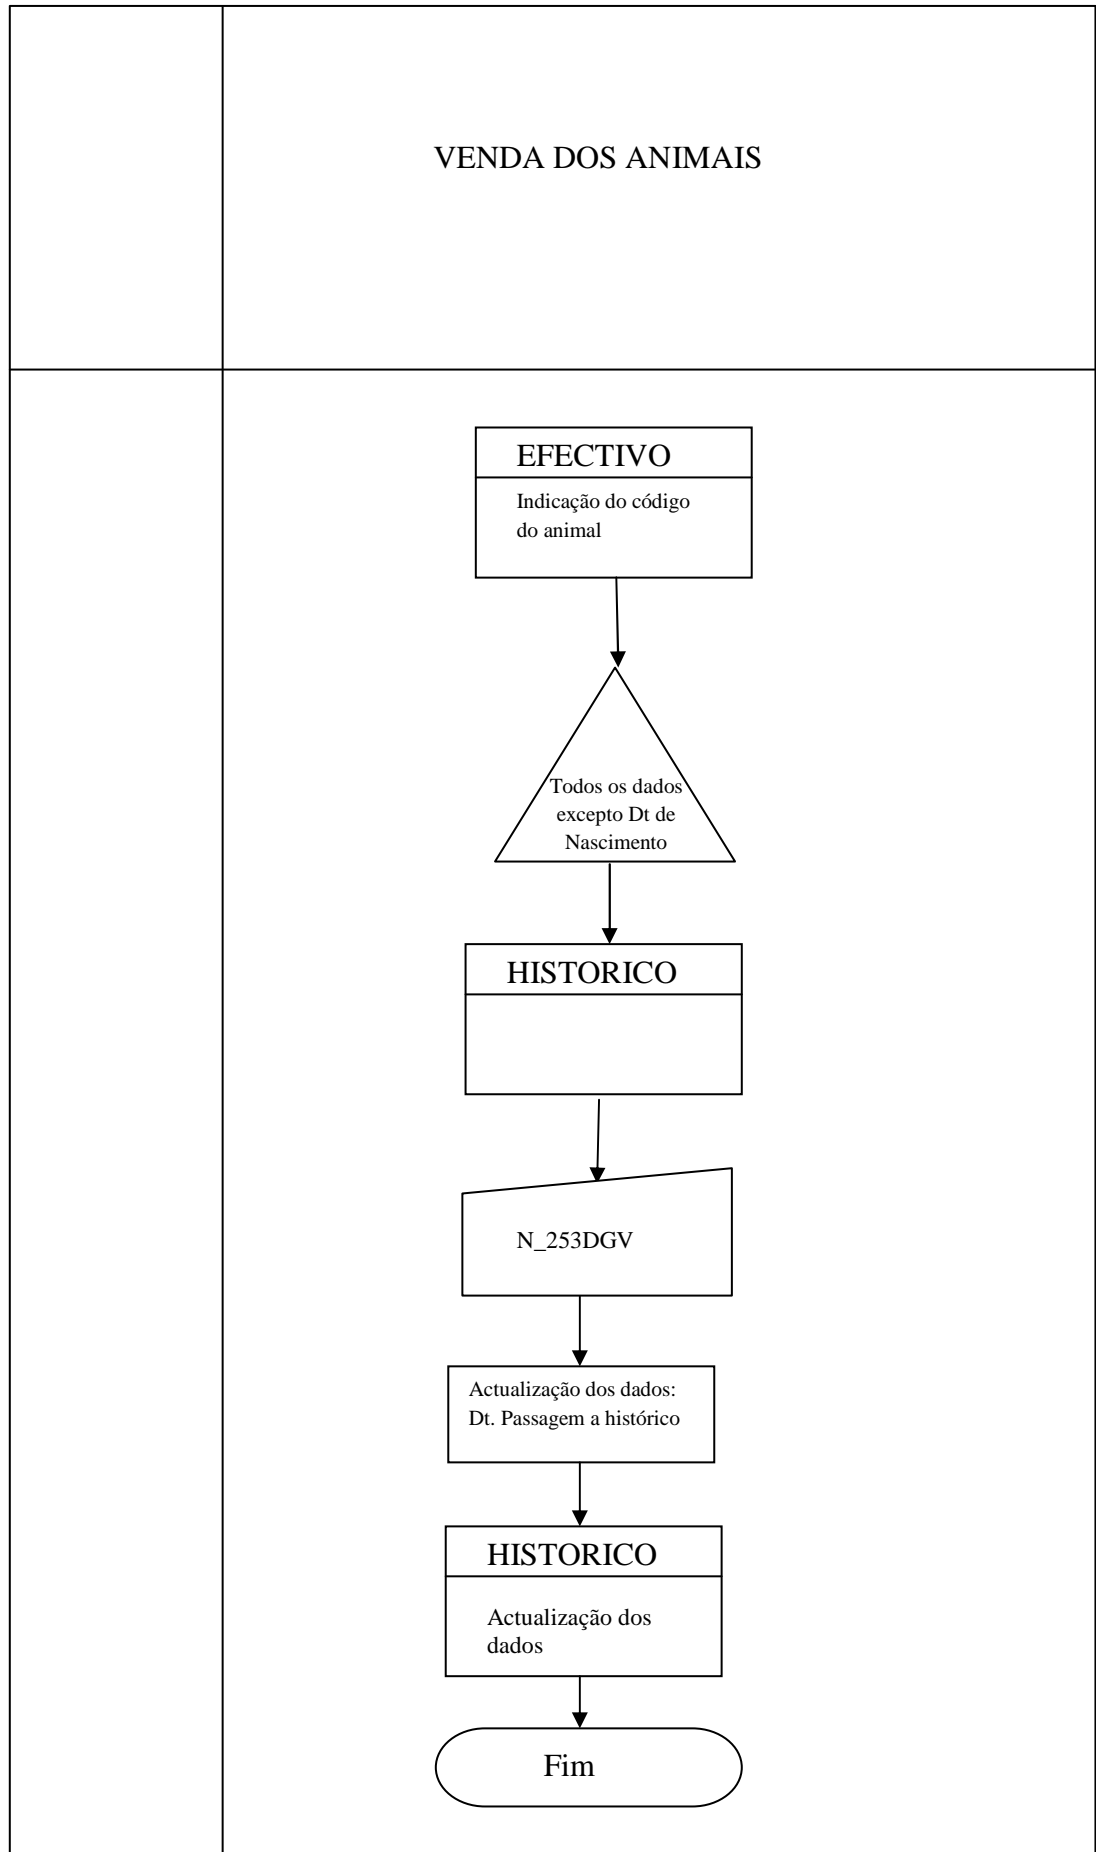 VENDA DOS ANIMAIS
EFECTIVO
Indicação do código
do animal
Todos os dados
excepto Dt de
Nascimento
HISTORICO
N_253DGV
Actualização dos dados:
Dt. Passagem a histórico
HISTORICO
Actualização dos
dados
Fim